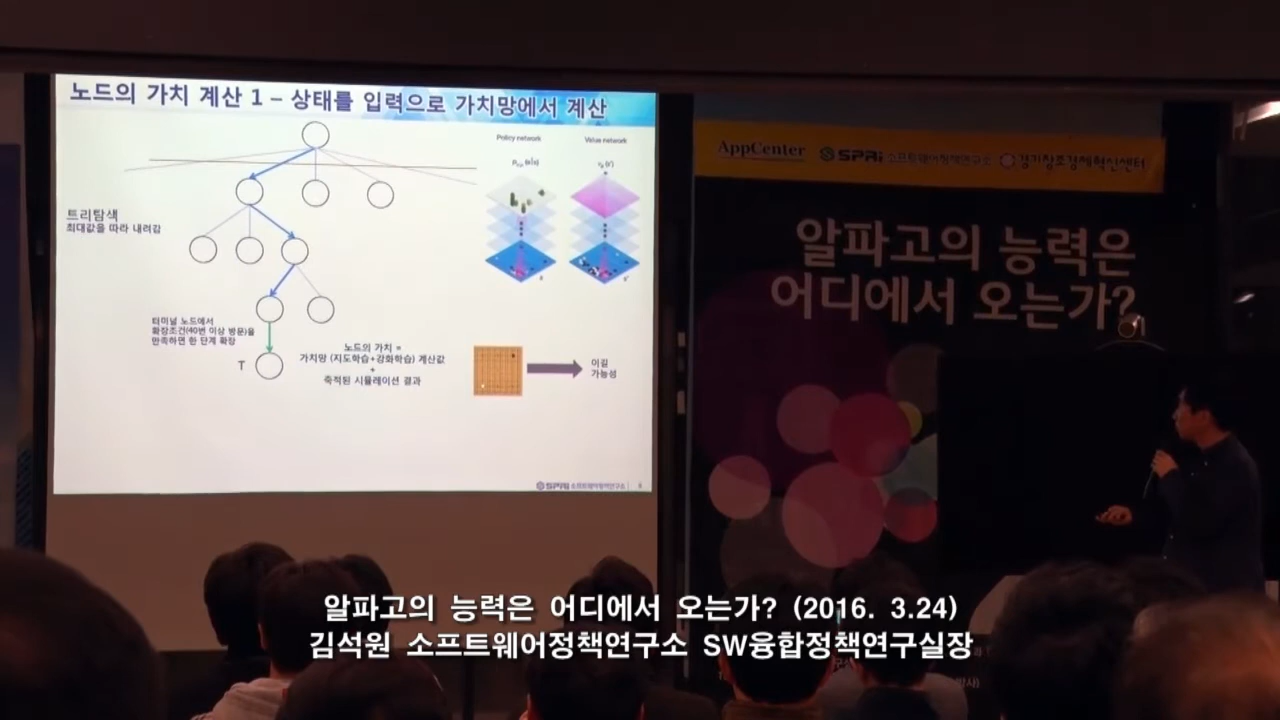 노드의 가치 계산 1 – 상태를 입력으로 가치망에서 계산
Policy network
Value network
트리탐색
최대값을 따라 내려감
터미널 노드에서
확장조건(40번 이상 방문)을
만족하면 한 단계 확장
T
노드의 가치 =
가치망 (지도학습+강화학습) 계산값
+
축적된 시뮬레이션 결과
이길
가능성
SPRi 소프트웨어정책연구소
AppCenter
SPRi 소프트웨어정책연구소
경기창조경제혁신센터
알파고의 능력은
어디에서 오는가?
알파고의 능력은 어디에서 오는가? (2016. 3.24)
김석원 소프트웨어정책연구소 SW융합정책연구실장